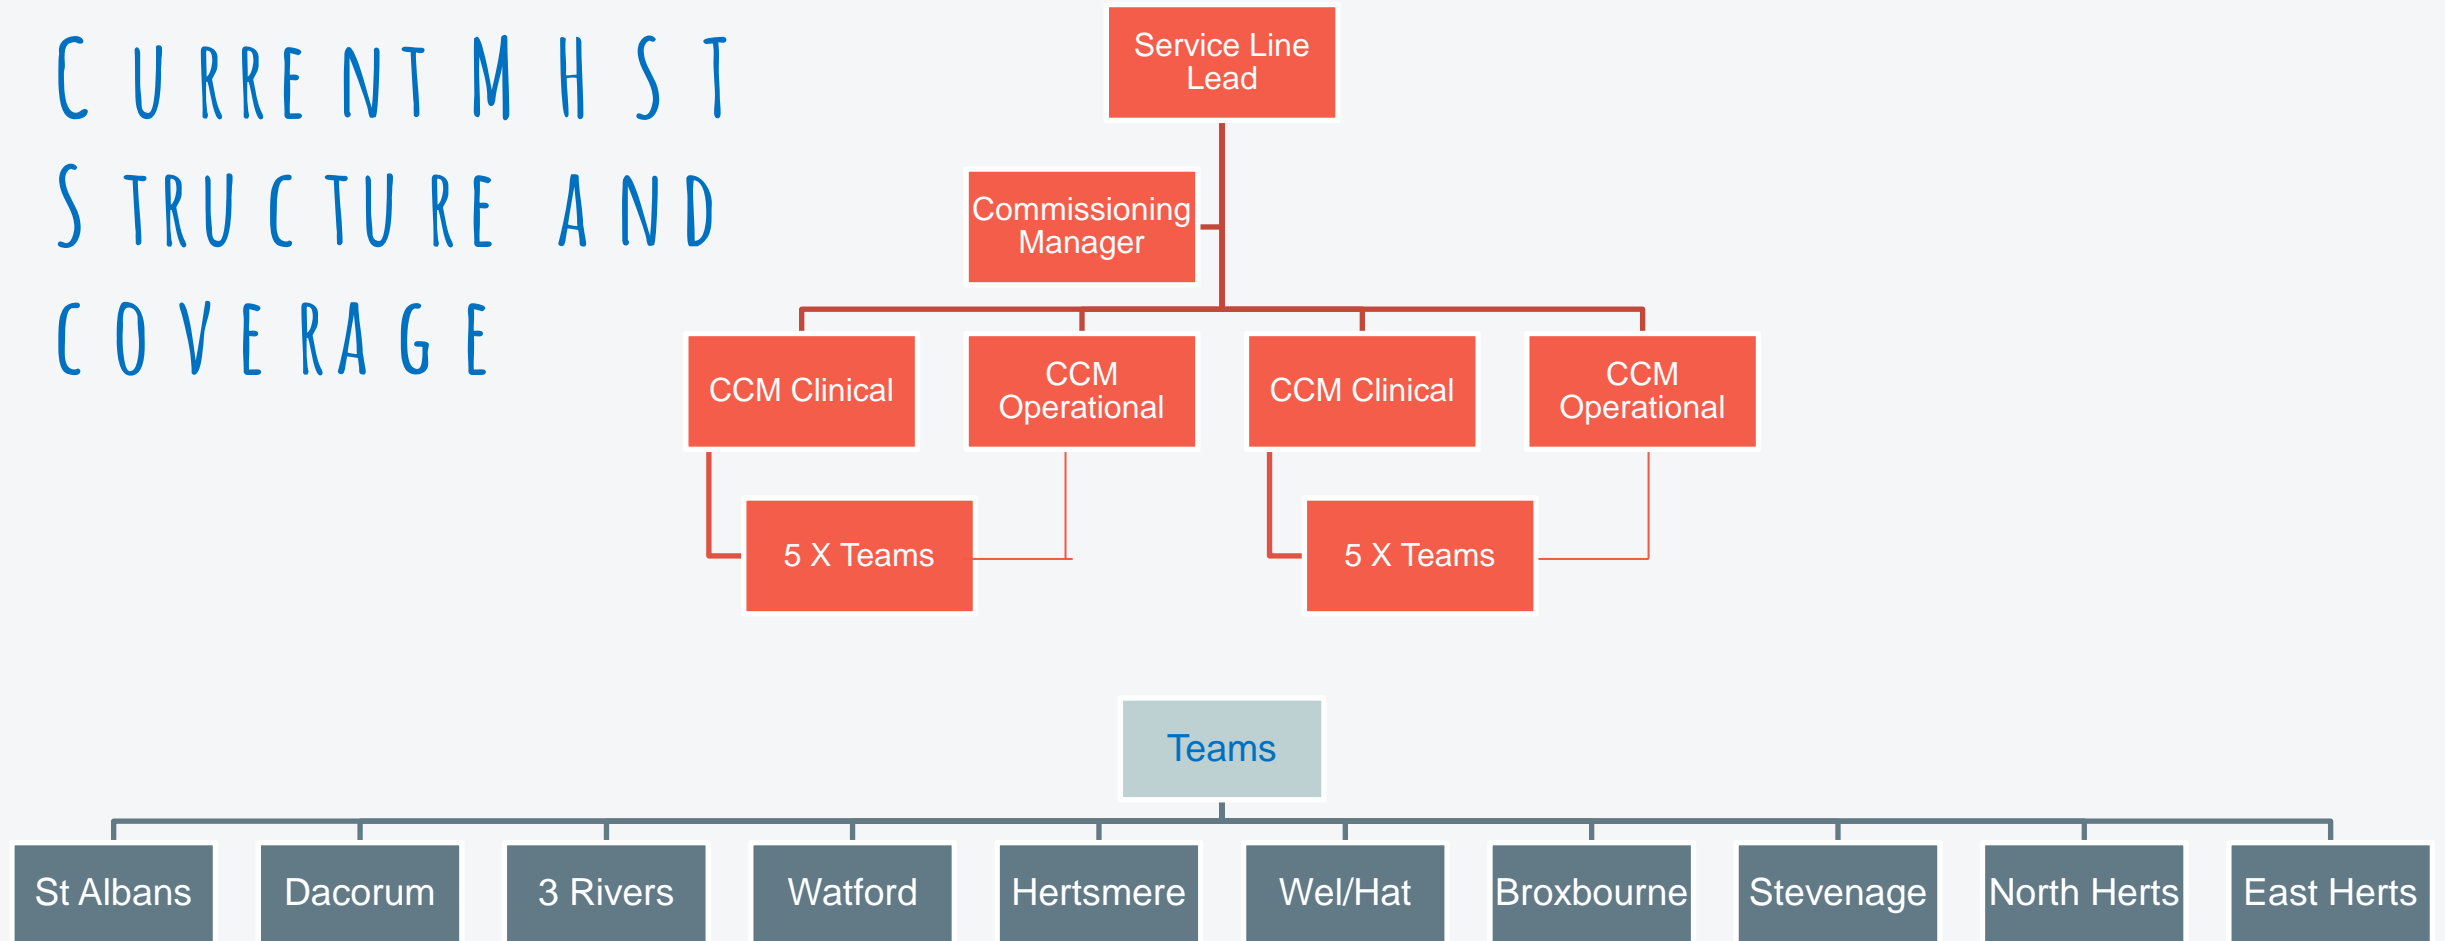 Current MHST
Structure and
coverage
Service Line
Lead
Commissioning
Manager
CCM Clinical
CCM
Operational
CCM Clinical
CCM
Operational
5 X Teams
5 X Teams
Teams
St Albans
Dacorum
3 Rivers
Watford
Hertsmere
Wel/Hat
Broxbourne
Stevenage
North Herts
East Herts